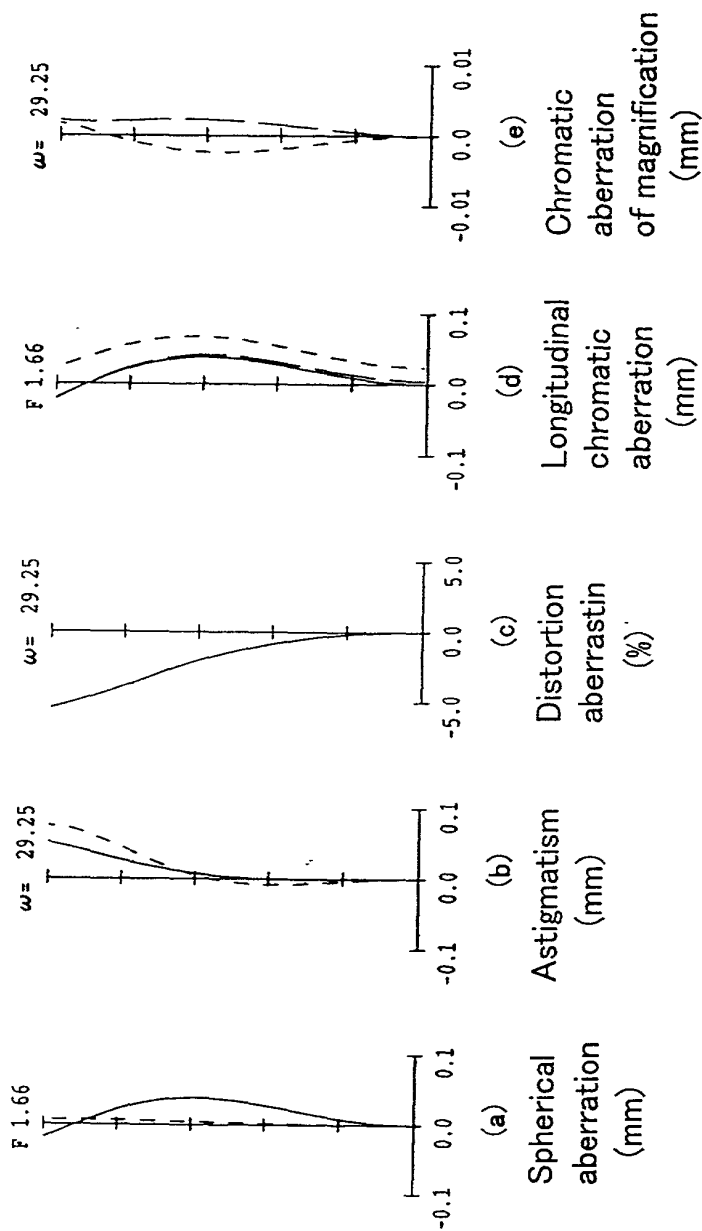 F 1.66
-0.1 0.0 0.1
(a)
Spherical
aberration
(mm)
ω= 29.25
-0.1 0.0 0.1
(b)
Astigmatism
(mm)
ω= 29.25
-5.0 0.0 5.0
(c)
Distortion
aberrastin
(%)
F 1.66
-0.1 0.0 0.1
(d)
Longitudinal
chromatic
aberration
(mm)
ω= 29.25
-0.01 0.0 0.01
(e)
Chromatic
aberration
of magnification
(mm)